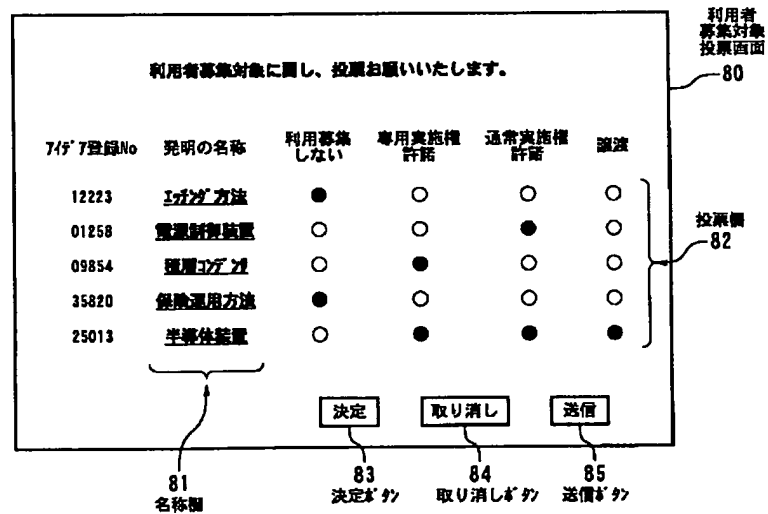 利用者
募集対象
投票画面
80
利用者募集対象に関し、投票お願いいたします。
ｱｲﾃﾞｱ登録No 発明の名称 利用募集しない 専用実施権許諾 通常実施権許諾 譲渡
12223 ｴｯﾁﾝｸﾞ方法 ● ○ ○ ○
01258 電源制御装置 ○ ○ ● ○
09854 積層ｺﾝﾃﾞﾝｻ ○ ● ○ ○
35820 保険運用方法 ● ○ ○ ○
25013 半導体装置 ○ ● ● ●
投票欄
82
決定 取り消し 送信
81
名称欄
83
決定ﾎﾞﾀﾝ
84
取り消しﾎﾞﾀﾝ
85
送信ﾎﾞﾀﾝ